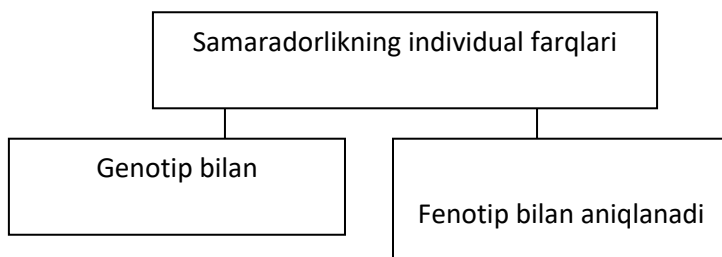 Samaradorlikning individual farqlari
Genotip bilan
Fenotip bilan aniqlanadi